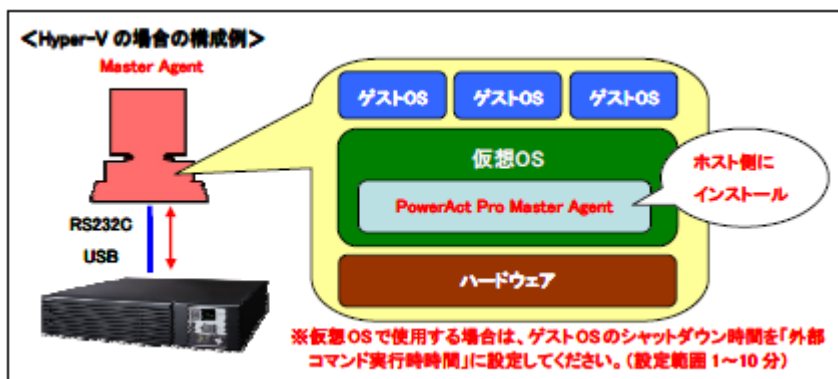 ＜Hyper-V の場合の構成例＞
Master Agent
RS232C
USB
ゲストOS
ゲストOS
ゲストOS
仮想OS
PowerAct Pro Master Agent
ホスト側に
インストール
ハードウェア
※仮想OSで使用する場合は、ゲストOSのシャットダウン時間を「外部
コマンド実行時時間」に設定してください。（設定範囲 1～10 分）